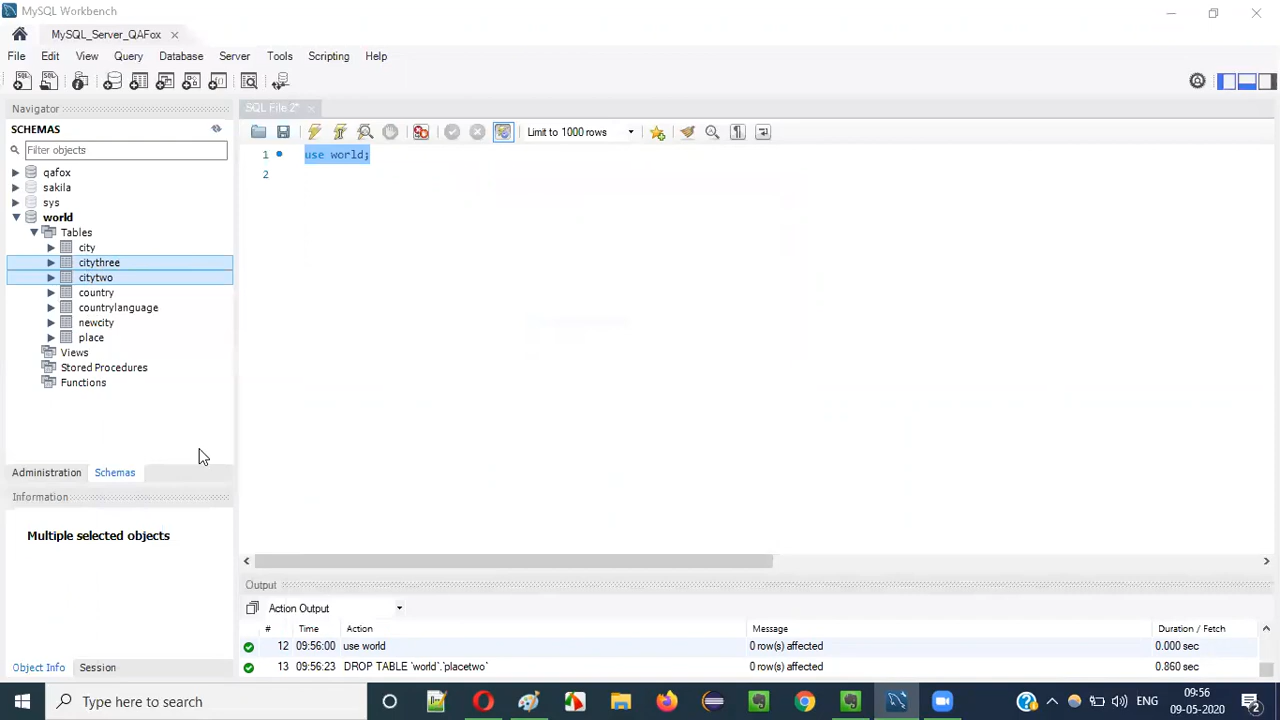 MySQL Workbench
MySQL_Server_QAFox
File Edit View Query Database Server Tools Scripting Help
Navigator
SQL File 2*
SCHEMAS
Limit to 1000 rows
Filter objects
1 use world;
2
qafox
sakila
sys
world
Tables
city
citythree
citytwo
country
countrylanguage
newcity
place
Views
Stored Procedures
Functions
Administration Schemas
Information
Multiple selected objects
Output
Action Output
# Time Action Message Duration / Fetch
12 09:56:00 use world 0 row(s) affected 0.000 sec
13 09:56:23 DROP TABLE `world`.`placetwo` 0 row(s) affected 0.860 sec
Object Info Session
Type here to search
ENG
09:56
09-05-2020
2